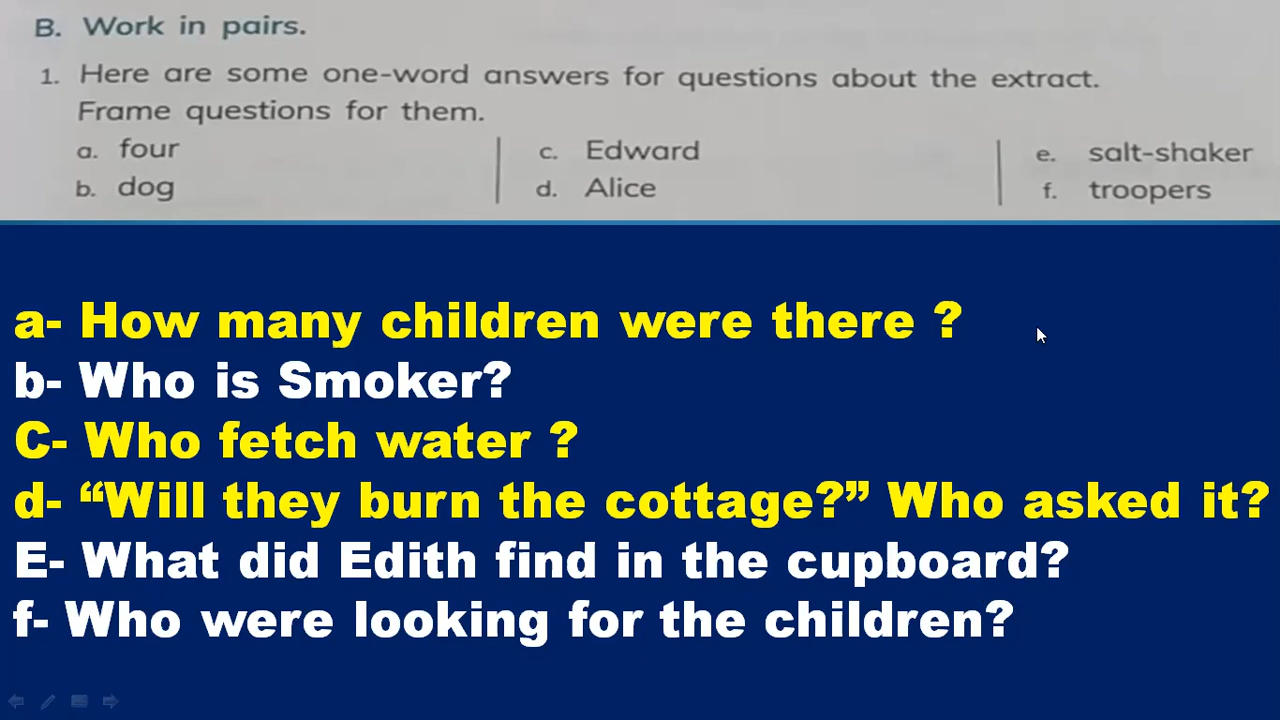 B. Work in pairs.
1. Here are some one-word answers for questions about the extract.
Frame questions for them.
a. four
b. dog
c. Edward
d. Alice
e. salt-shaker
f. troopers
a- How many children were there ?
b- Who is Smoker?
C- Who fetch water ?
d- “Will they burn the cottage?” Who asked it?
E- What did Edith find in the cupboard?
f- Who were looking for the children?